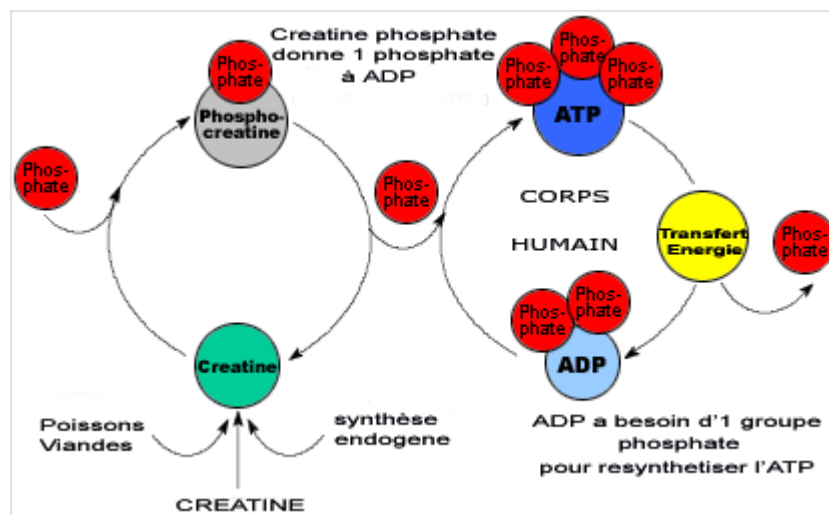 Creatine phosphate
donne 1 phosphate
à ADP
Phos-
phate
Phospho-
creatine
Phos-
phate
Phos-
phate
Phos-
phate
Phos-
phate
Phos-
phate
ATP
CORPS
HUMAIN
Transfert
Energie
Phos-
phate
Phos-
phate
Phos-
phate
ADP
Creatine
Poissons
Viandes
synthèse
endogene
CREATINE
ADP a besoin d'1 groupe
phosphate
pour resynthetiser l'ATP